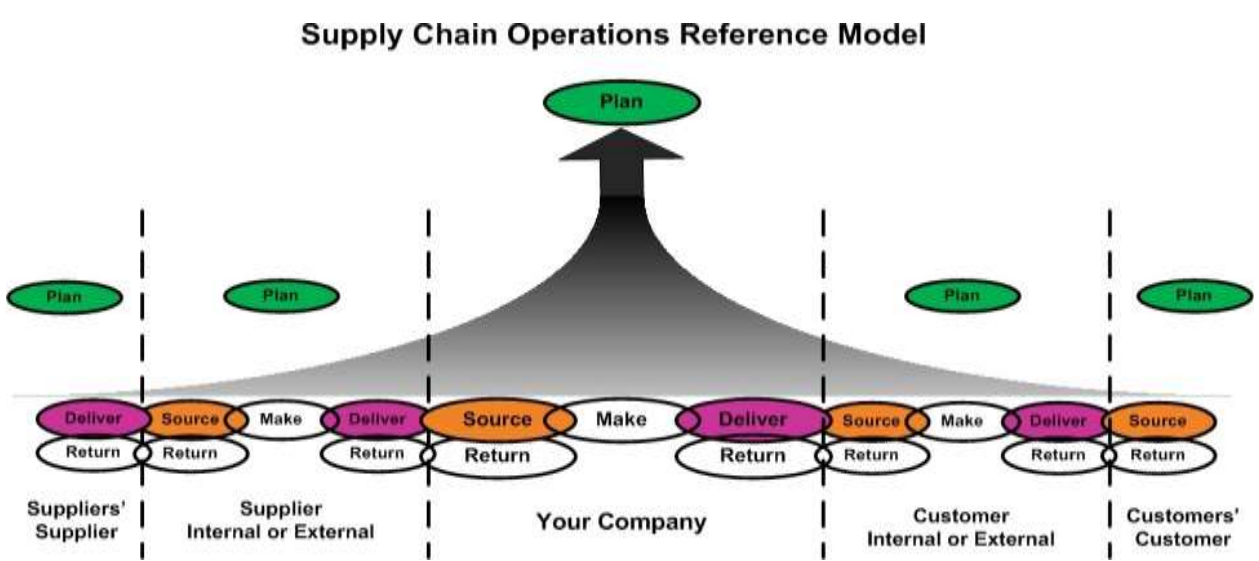 Supply Chain Operations Reference Model
Plan
Plan
Plan
Plan
Plan
Deliver
Source
Make
Deliver
Source
Make
Deliver
Source
Make
Deliver
Source
Return
Return
Return
Return
Return
Return
Return
Return
Suppliers'
Supplier
Supplier
Internal or External
Your Company
Customer
Internal or External
Customers'
Customer